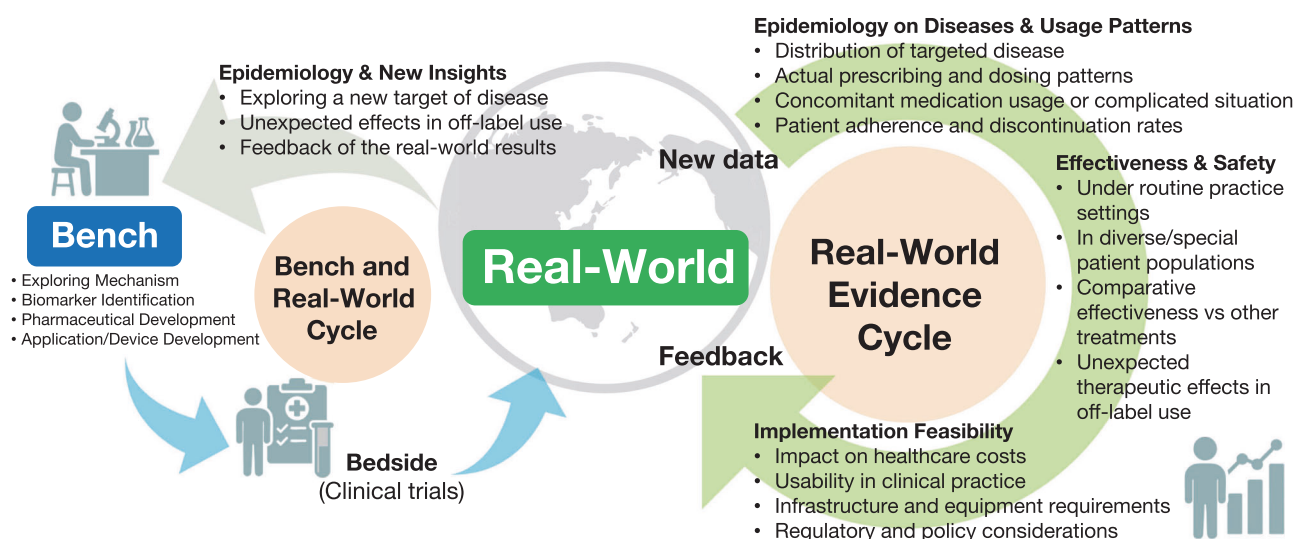 Epidemiology & New Insights
• Exploring a new target of disease
• Unexpected effects in off-label use
• Feedback of the real-world results
Bench
• Exploring Mechanism
• Biomarker Identification
• Pharmaceutical Development
• Application/Device Development
Bench and
Real-World
Cycle
Bedside
(Clinical trials)
Real-World
New data
Feedback
Real-World
Evidence
Cycle
Epidemiology on Diseases & Usage Patterns
• Distribution of targeted disease
• Actual prescribing and dosing patterns
• Concomitant medication usage or complicated situation
• Patient adherence and discontinuation rates
Effectiveness & Safety
• Under routine practice
settings
• In diverse/special
patient populations
• Comparative
effectiveness vs other
treatments
• Unexpected
therapeutic effects in
off-label use
Implementation Feasibility
• Impact on healthcare costs
• Usability in clinical practice
• Infrastructure and equipment requirements
• Regulatory and policy considerations